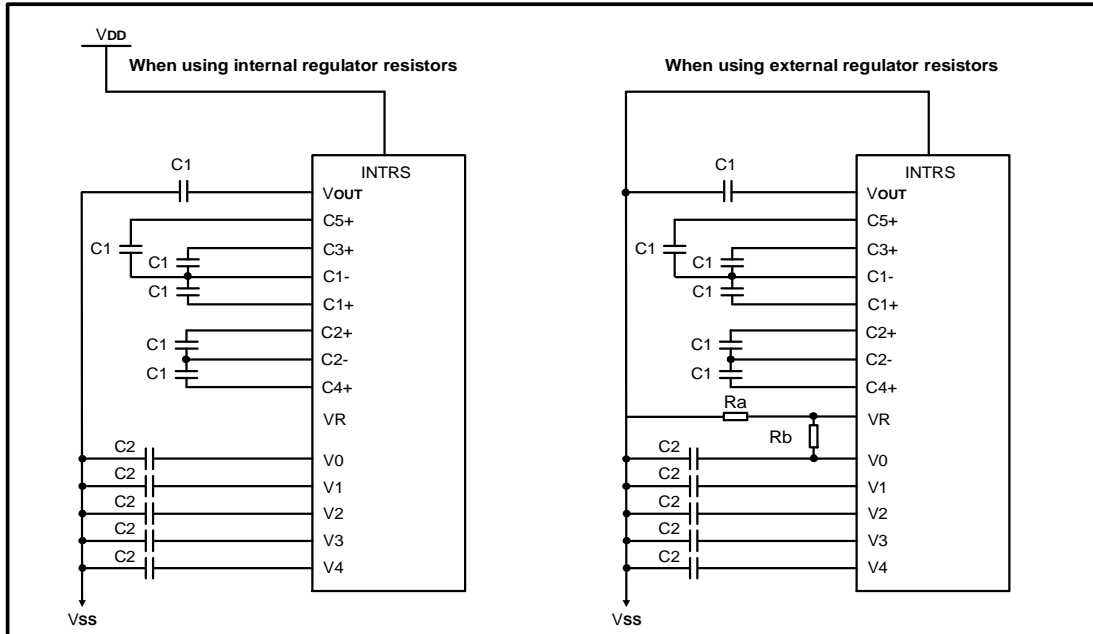 VDD
When using internal regulator resistors
INTRS
C1
VOUT
C5+
C1
C3+
C1
C1-
C1
C1+
C2+
C1
C2-
C1
C4+
VR
C2
V0
C2
V1
C2
V2
C2
V3
C2
V4
VSS
When using external regulator resistors
INTRS
C1
VOUT
C5+
C1
C3+
C1
C1-
C1
C1+
C2+
C1
C2-
C1
C4+
Ra
VR
Rb
C2
V0
C2
V1
C2
V2
C2
V3
C2
V4
VSS